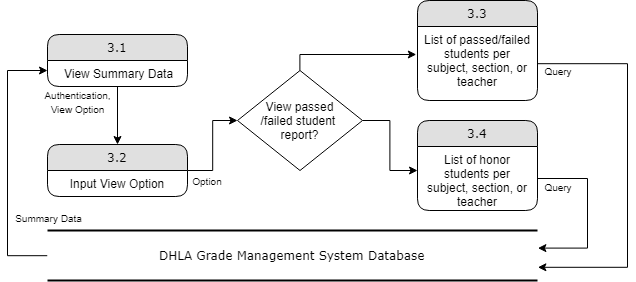 3.1
View Summary Data
Authentication,
View Option
3.2
Input View Option
Option
View passed
/failed student
report?
3.3
List of passed/failed
students per
subject, section, or
teacher
Query
3.4
List of honor
students per
subject, section, or
teacher
Query
Summary Data
DHLA Grade Management System Database